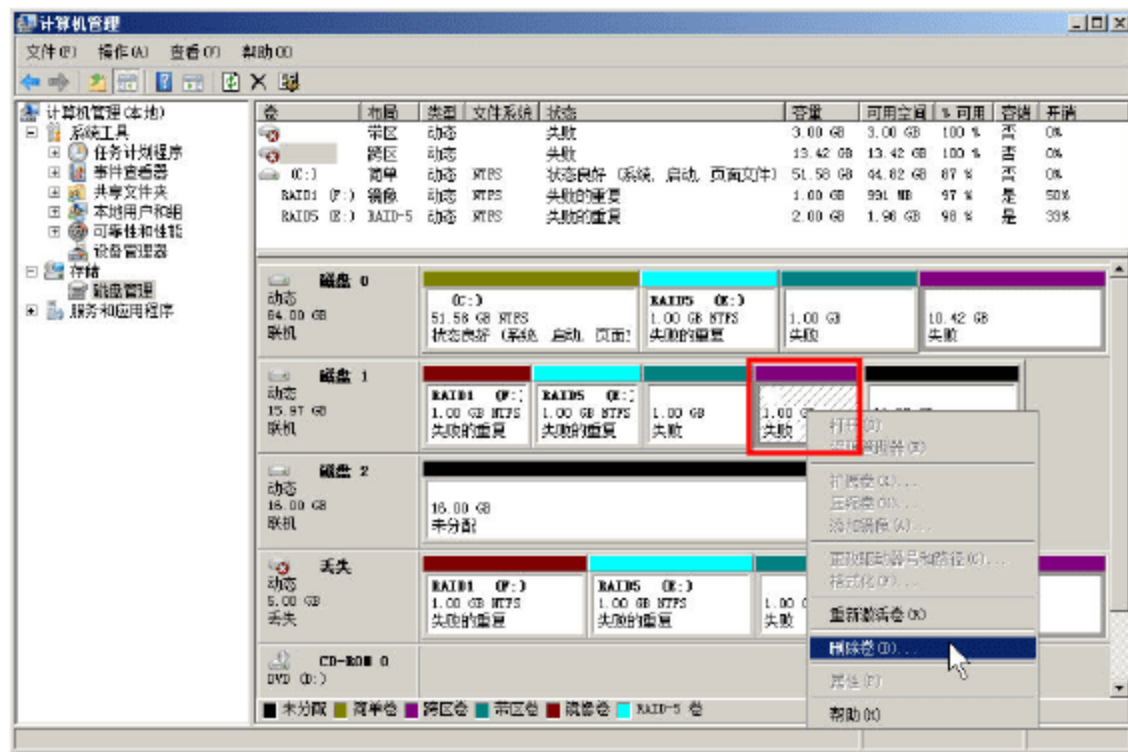 计算机管理
文件(F) 操作(A) 查看(V) 帮助(H)
计算机管理(本地)
系统工具
任务计划程序
事件查看器
共享文件夹
本地用户和组
可靠性和性能
设备管理器
存储
磁盘管理
服务和应用程序
卷 布局 类型 文件系统 状态 容量 可用空间 % 可用 容错 开销
带区 动态 失败 3.00 GB 3.00 GB 100 % 否 0%
跨区 动态 失败 13.42 GB 13.42 GB 100 % 否 0%
(C:) 简单 动态 NTFS 状态良好 (系统, 启动, 页面文件) 51.58 GB 44.82 GB 87 % 否 0%
RAID1 (F:) 镜像 动态 NTFS 失败的重复 1.00 GB 991 MB 97 % 是 50%
RAID5 (E:) RAID-5 动态 NTFS 失败的重复 2.00 GB 1.96 GB 98 % 是 33%
磁盘 0
动态
64.00 GB
联机
(C:)
51.58 GB NTFS
状态良好 (系统, 启动, 页面
RAID5 (E:)
1.00 GB NTFS
失败的重复
1.00 GB
失败
10.42 GB
失败
磁盘 1
动态
15.97 GB
联机
RAID1 (F:)
1.00 GB NTFS
失败的重复
RAID5 (E:)
1.00 GB NTFS
失败的重复
1.00 GB
失败
1.00 G
失败
磁盘 2
动态
16.00 GB
联机
16.00 GB
未分配
丢失
动态
5.00 GB
丢失
RAID1 (F:)
1.00 GB NTFS
失败的重复
RAID5 (E:)
1.00 GB NTFS
失败的重复
1.00
失败
CD-ROM 0
DVD (D:)
打开(O)
资源管理器(X)
扩展卷(X)...
压缩卷(H)...
添加镜像(A)...
更改驱动器号和路径(C)...
格式化(F)...
重新激活卷(R)
删除卷(D)...
属性(P)
帮助(H)
未分配 简单卷 跨区卷 带区卷 镜像卷 RAID-5 卷